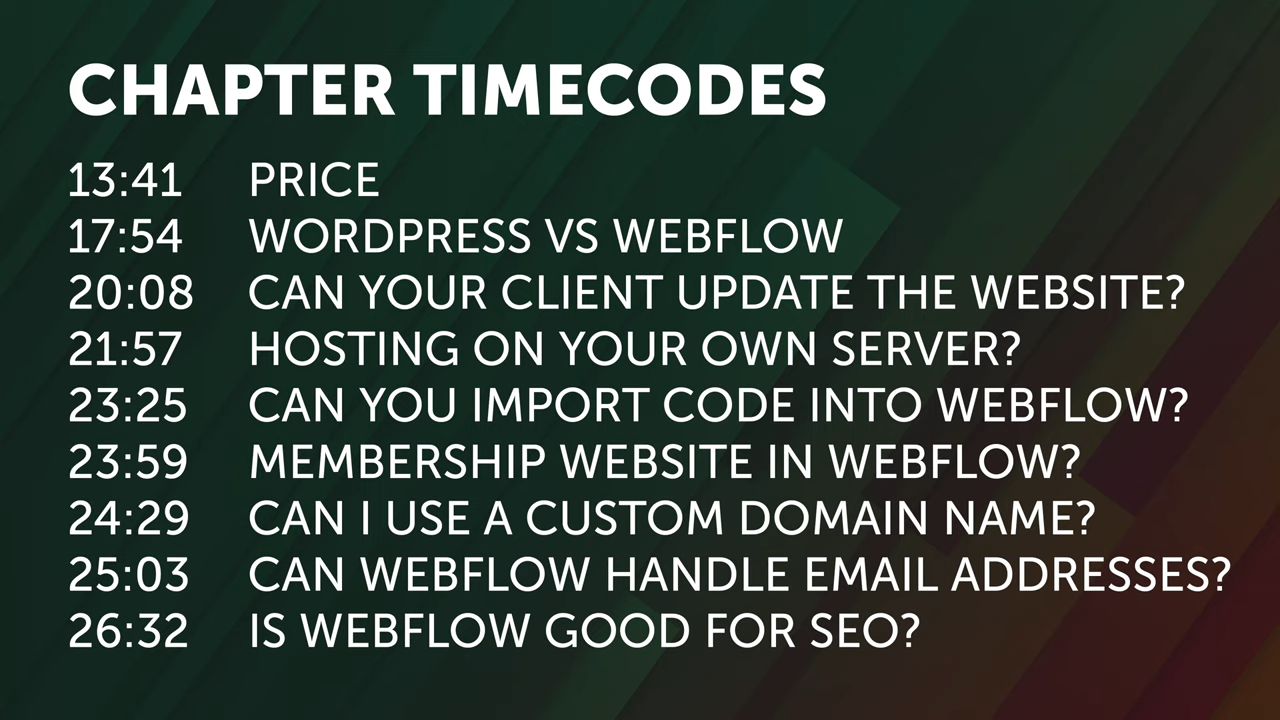 CHAPTER TIMECODES
13:41 PRICE
17:54 WORDPRESS VS WEBFLOW
20:08 CAN YOUR CLIENT UPDATE THE WEBSITE?
21:57 HOSTING ON YOUR OWN SERVER?
23:25 CAN YOU IMPORT CODE INTO WEBFLOW?
23:59 MEMBERSHIP WEBSITE IN WEBFLOW?
24:29 CAN I USE A CUSTOM DOMAIN NAME?
25:03 CAN WEBFLOW HANDLE EMAIL ADDRESSES?
26:32 IS WEBFLOW GOOD FOR SEO?